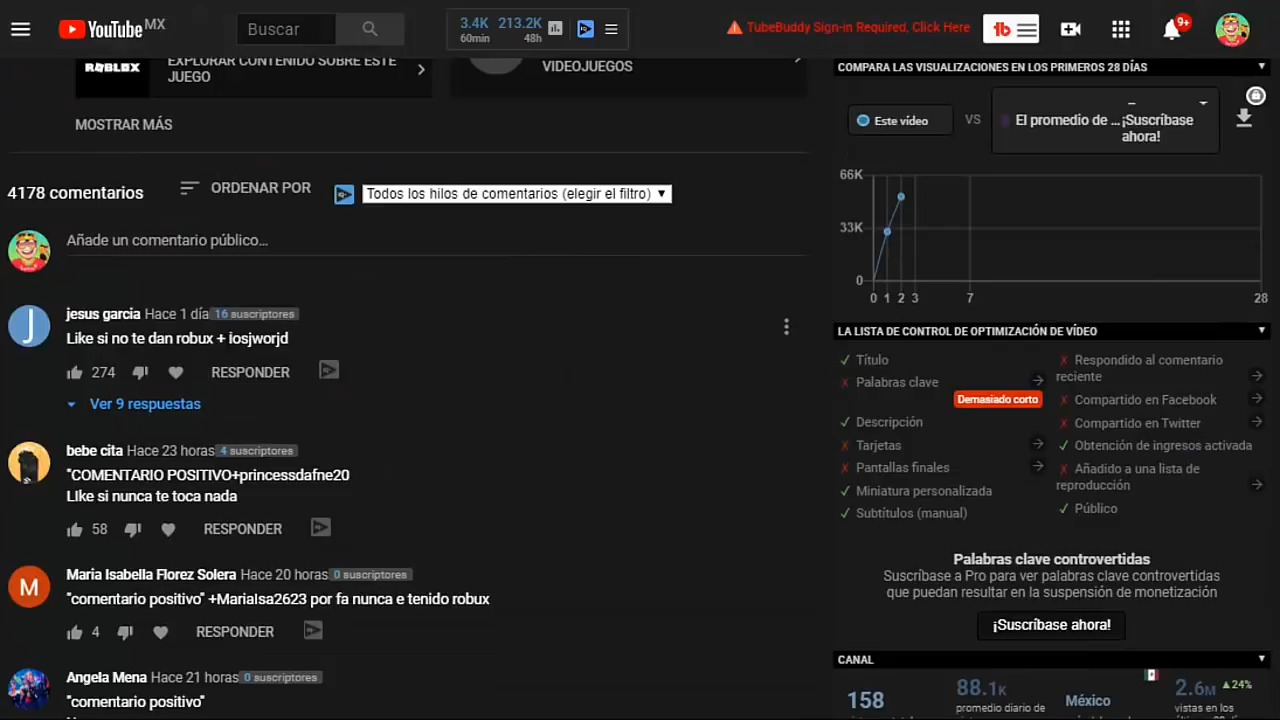 YouTube MX
Buscar
3.4K 213.2K
60min 48h
TubeBuddy Sign-in Required, Click Here
tb
9+
ROBLOX
EXPLORAR CONTENIDO SOBRE ESTE
JUEGO
VIDEOJUEGOS
MOSTRAR MÁS
4178 comentarios
ORDENAR POR
Todos los hilos de comentarios (elegir el filtro)
Añade un comentario público...
J
jesus garcia Hace 1 día 16 suscriptores
Like si no te dan robux + iosjworjd
274 RESPONDER
Ver 9 respuestas
bebe cita Hace 23 horas 4 suscriptores
"COMENTARIO POSITIVO+princessdafne20
LIke si nunca te toca nada
58 RESPONDER
M
Maria Isabella Florez Solera Hace 20 horas 0 suscriptores
"comentario positivo" +MariaIsa2623 por fa nunca e tenido robux
4 RESPONDER
Angela Mena Hace 21 horas 0 suscriptores
"comentario positivo"
COMPARA LAS VISUALIZACIONES EN LOS PRIMEROS 28 DÍAS
Este vídeo
VS
–
El promedio de ... ¡Suscríbase
ahora!
66K
33K
0
0 1 2 3 7 28
LA LISTA DE CONTROL DE OPTIMIZACIÓN DE VÍDEO
✓ Título
✗ Palabras clave
Demasiado corto
✓ Descripción
✗ Tarjetas
✗ Pantallas finales
✓ Miniatura personalizada
✓ Subtítulos (manual)
✗ Respondido al comentario
reciente
✗ Compartido en Facebook
✗ Compartido en Twitter
✓ Obtención de ingresos activada
✗ Añadido a una lista de
reproducción
✓ Público
Palabras clave controvertidas
Suscríbase a Pro para ver palabras clave controvertidas
que puedan resultar en la suspensión de monetización
¡Suscríbase ahora!
CANAL
158
88.1K
promedio diario de
México
2.6M ▲24%
vistas en los